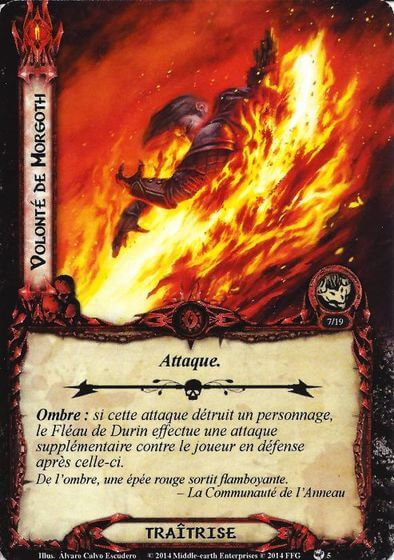 VOLONTÉ DE MORGOTH
7/19
Attaque.
Ombre : si cette attaque détruit un personnage,
le Fléau de Durin effectue une attaque
supplémentaire contre le joueur en défense
après celle-ci.
De l'ombre, une épée rouge sortit flamboyante.
– La Communauté de l'Anneau
TRAÎTRISE
Illus. Álvaro Calvo Escudero © 2014 Middle-earth Enterprises © 2014 FFG 5